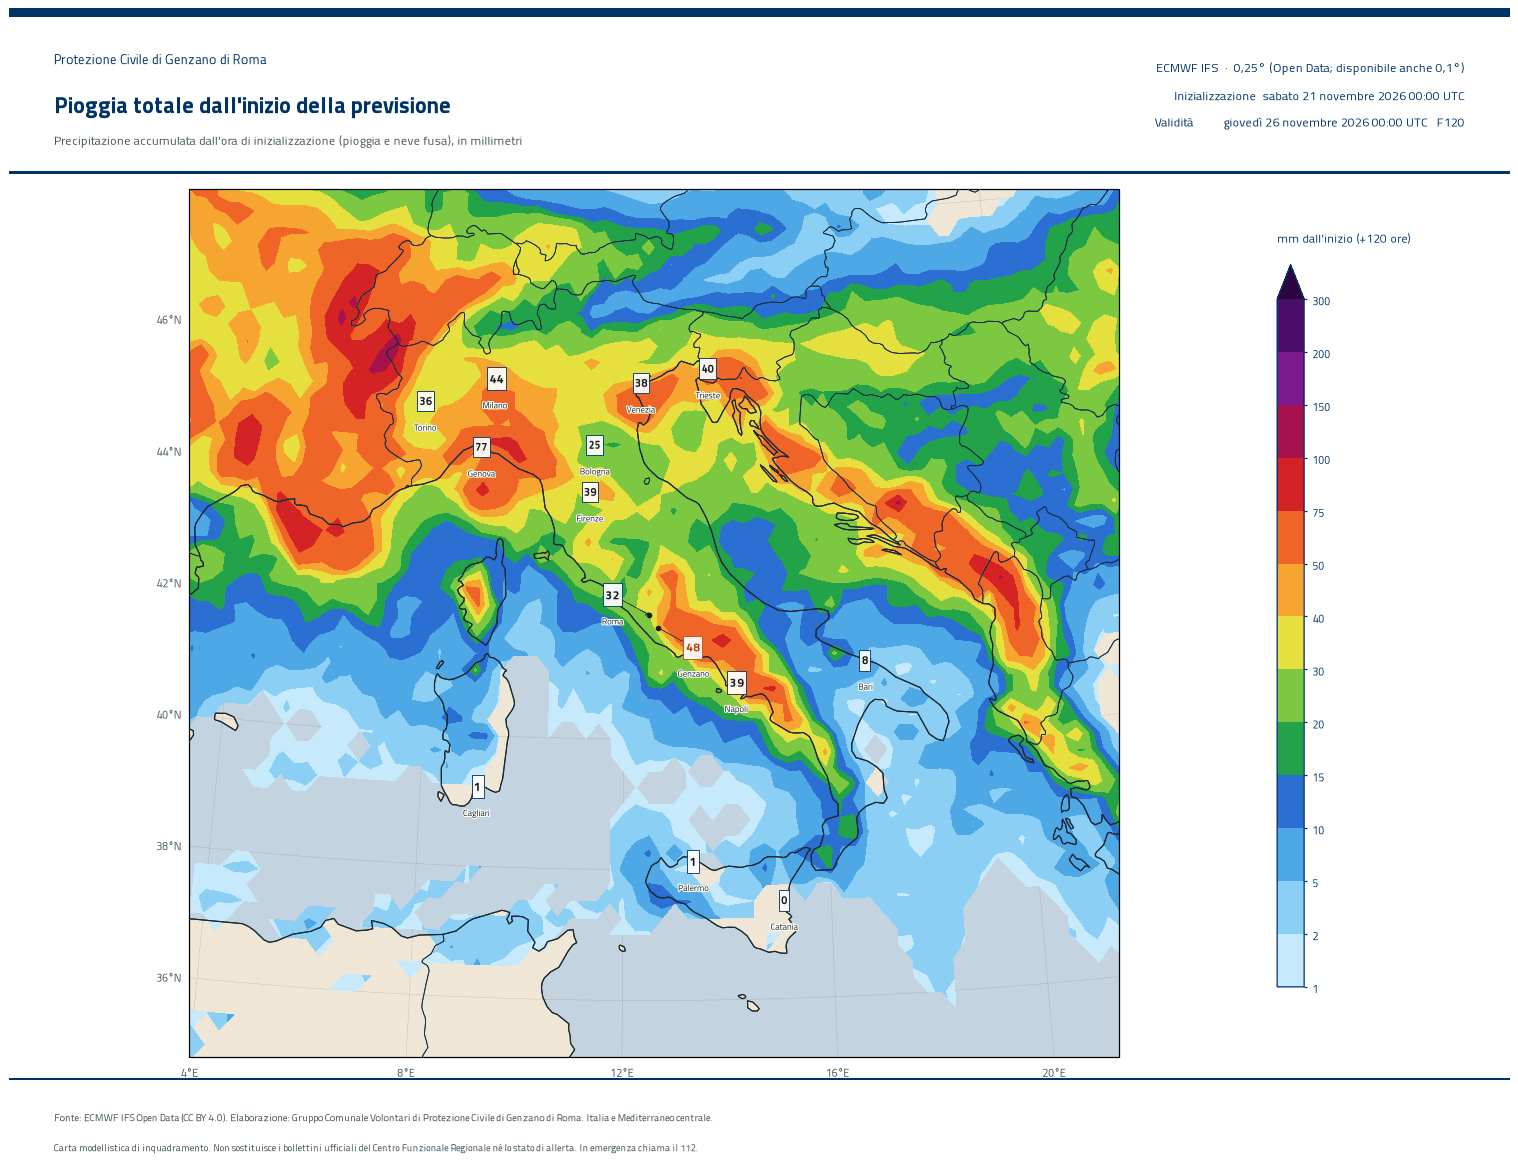 Protezione Civile di Genzano di Roma
Pioggia totale dall'inizio della previsione
Precipitazione accumulata dall'ora di inizializzazione (pioggia e neve fusa), in millimetri
ECMWF IFS · 0,25° (Open Data; disponibile anche 0,1°)
Inizializzazione sabato 21 novembre 2026 00:00 UTC
Validità giovedì 26 novembre 2026 00:00 UTC F120
mm dall'inizio (+120 ore)
300
200
150
100
75
50
40
30
20
15
10
5
2
1
46°N
44°N
42°N
40°N
38°N
36°N
4°E
8°E
12°E
16°E
20°E
40
Trieste
44
Milano
38
Venezia
36
Torino
77
Genova
25
Bologna
39
Firenze
32
Roma
48
Genzano
8
Bari
39
Napoli
1
Cagliari
1
Palermo
0
Catania
Fonte: ECMWF IFS Open Data (CC BY 4.0). Elaborazione: Gruppo Comunale Volontari di Protezione Civile di Genzano di Roma. Italia e Mediterraneo centrale.
Carta modellistica di inquadramento. Non sostituisce i bollettini ufficiali del Centro Funzionale Regionale né lo stato di allerta. In emergenza chiama il 112.